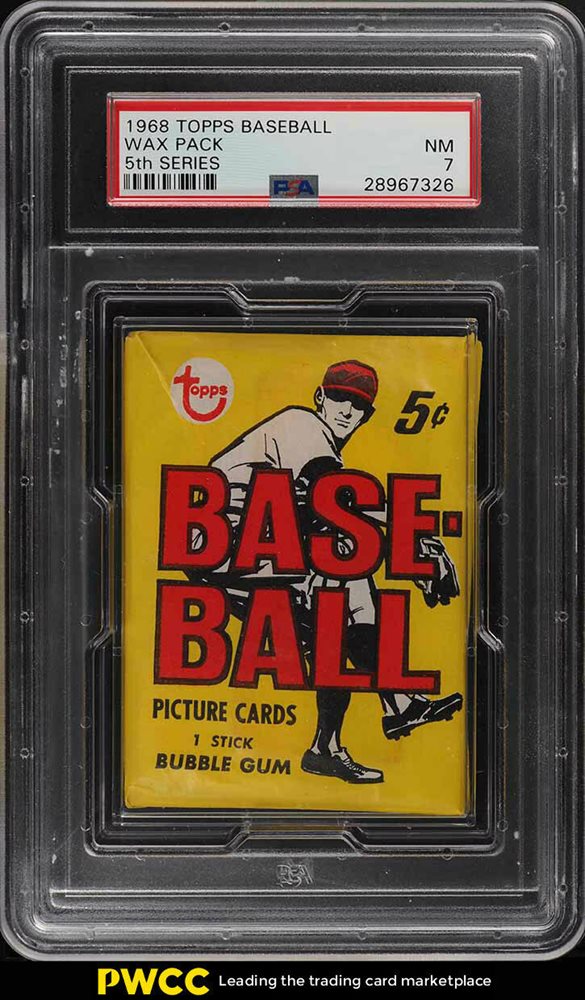 1968 TOPPS BASEBALL
WAX PACK NM
5th SERIES 7
PSA 28967326
Topps
5¢
BASE-
BALL
PICTURE CARDS
1 STICK
BUBBLE GUM
PSA
PWCC Leading the trading card marketplace